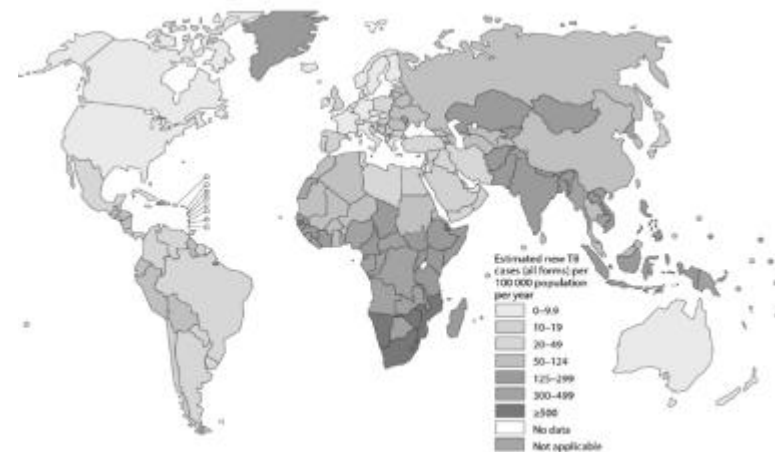 Estimated new TB
cases (all forms) per
100 000 population
per year
0–9.9
10–19
20–49
50–124
125–299
300–499
≥500
No data
Not applicable